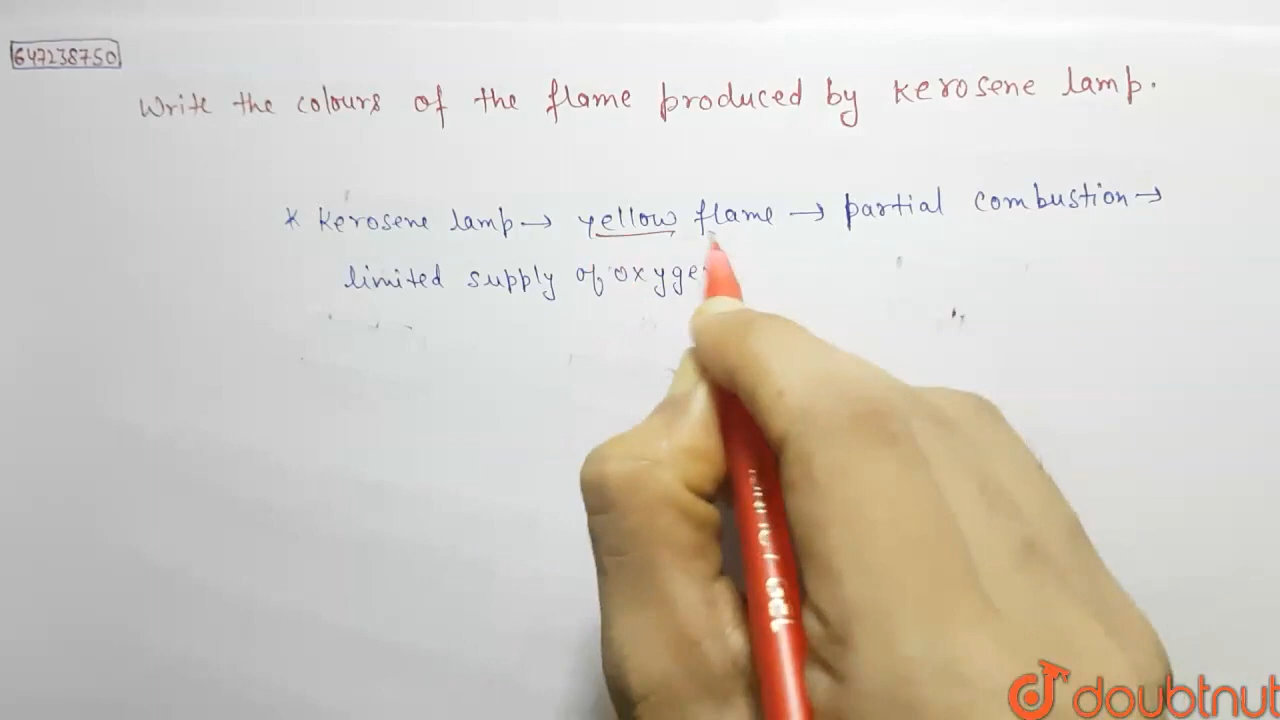 647238750
Write the colours of the flame produced by kerosene lamp.
* kerosene lamp → yellow flame → partial combustion →
limited supply of oxyge
doubtnut